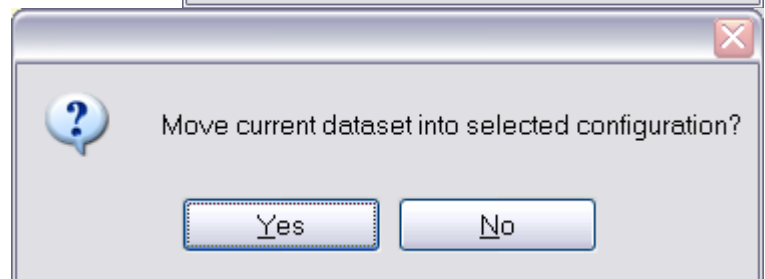 Move current dataset into selected configuration?
Yes No